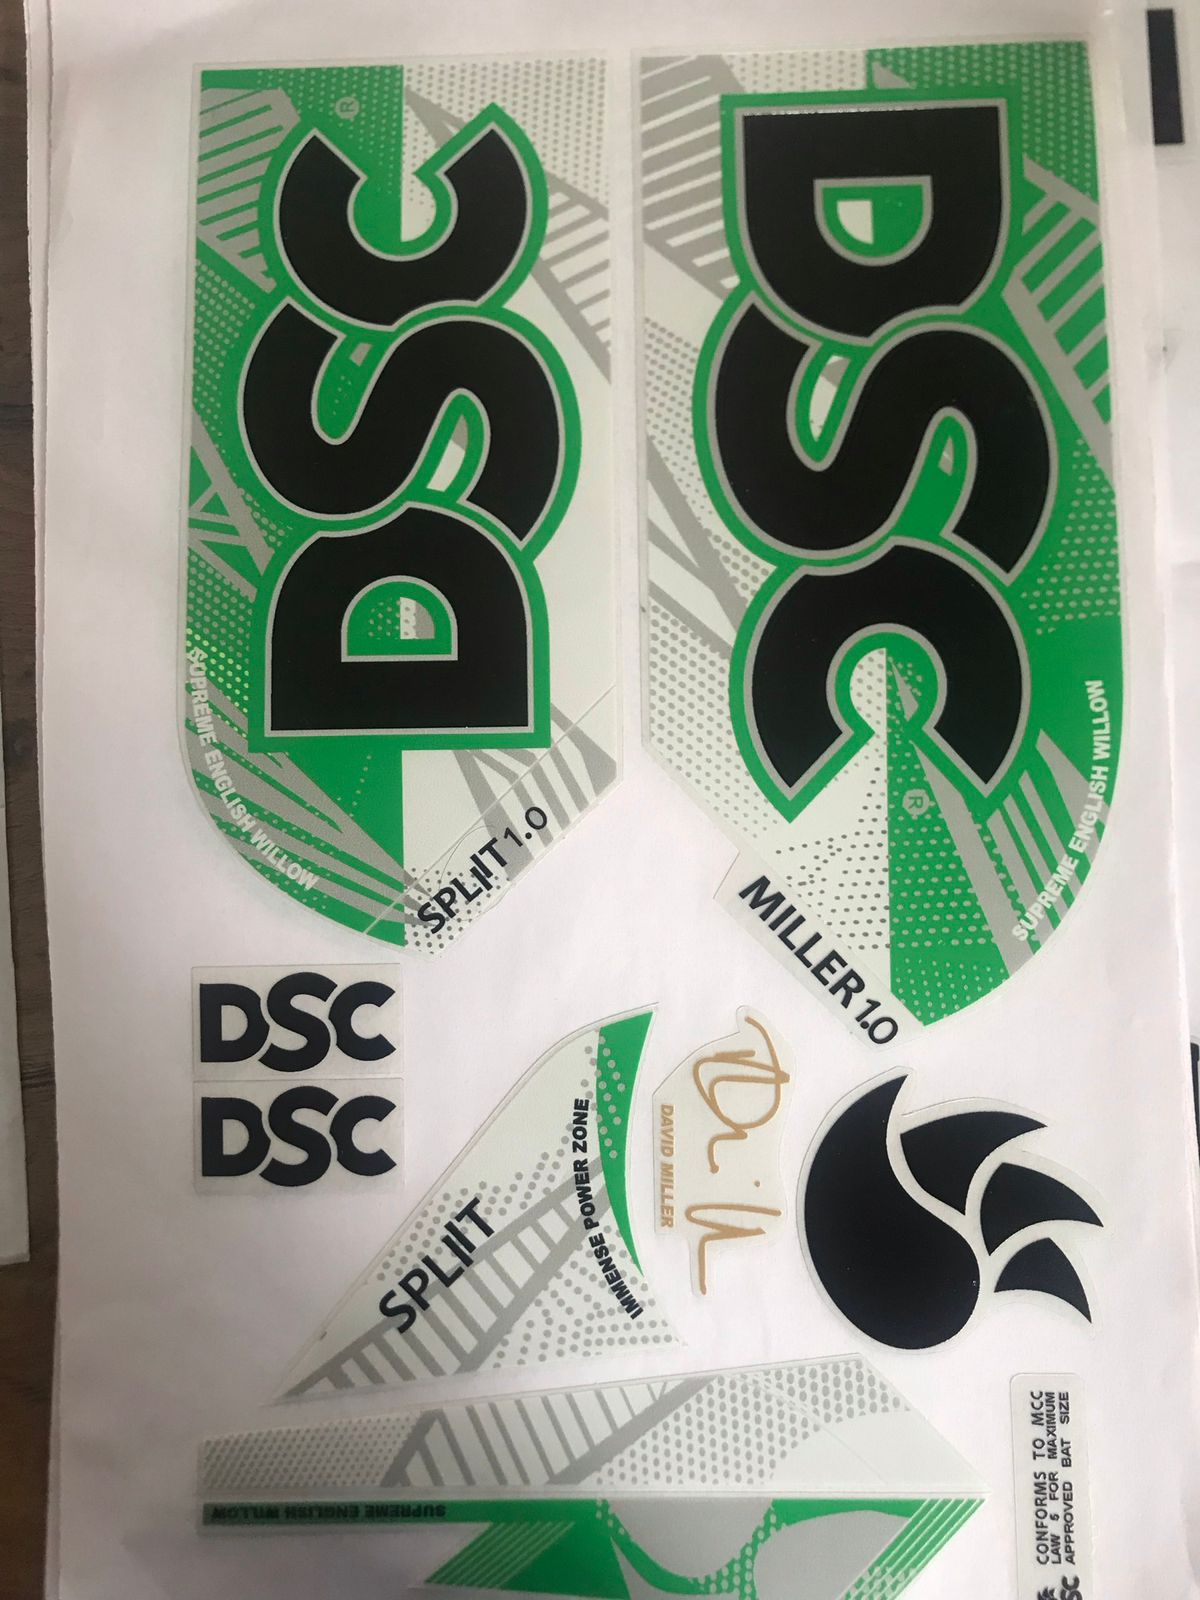 DSC
®
SUPREME ENGLISH WILLOW
SPLIIT 1.0
DSC
®
SUPREME ENGLISH WILLOW
MILLER 1.0
DSC
DSC
SPLIIT
IMMENSE POWER ZONE
DAVID MILLER
SUPREME ENGLISH WILLOW
CONFORMS TO MCC
LAW 5 FOR MAXIMUM
APPROVED BAT SIZE